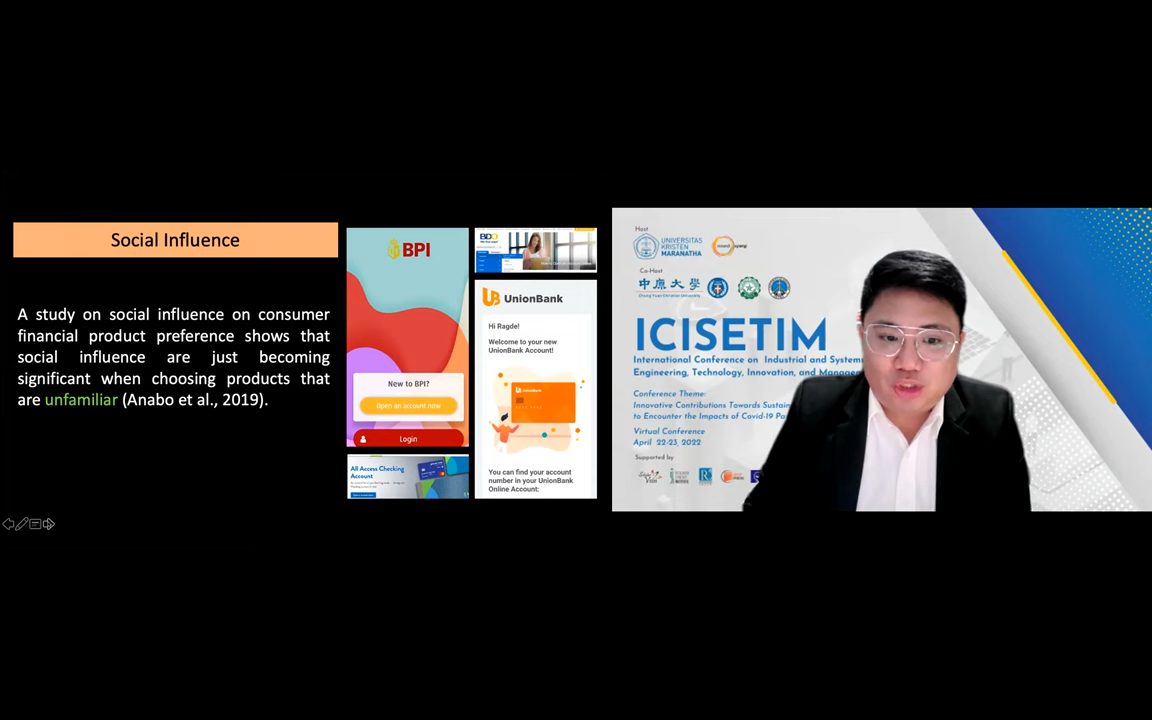 Social Influence
A study on social influence on consumer
financial product preference shows that
social influence are just becoming
significant when choosing products that
are unfamiliar (Anabo et al., 2019).
BPI
New to BPI?
Open an account now
Login
All Access Checking
Account
BDO
UB UnionBank
Hi Ragde!
Welcome to your new
UnionBank Account!
UnionBank
You can find your account
number in your UnionBank
Online Account:
Host
UNIVERSITAS
KRISTEN
MARANATHA
Co-Host
中原大學
Chung Yuan Christian University
ICISETIM
International Conference on Industrial and Systems
Engineering, Technology, Innovation, and Manage
Conference Theme:
Innovative Contributions Towards Sustain
to Encounter the Impacts of Covid-19 Pa
Virtual Conference
April 22-23, 2022
Supported by